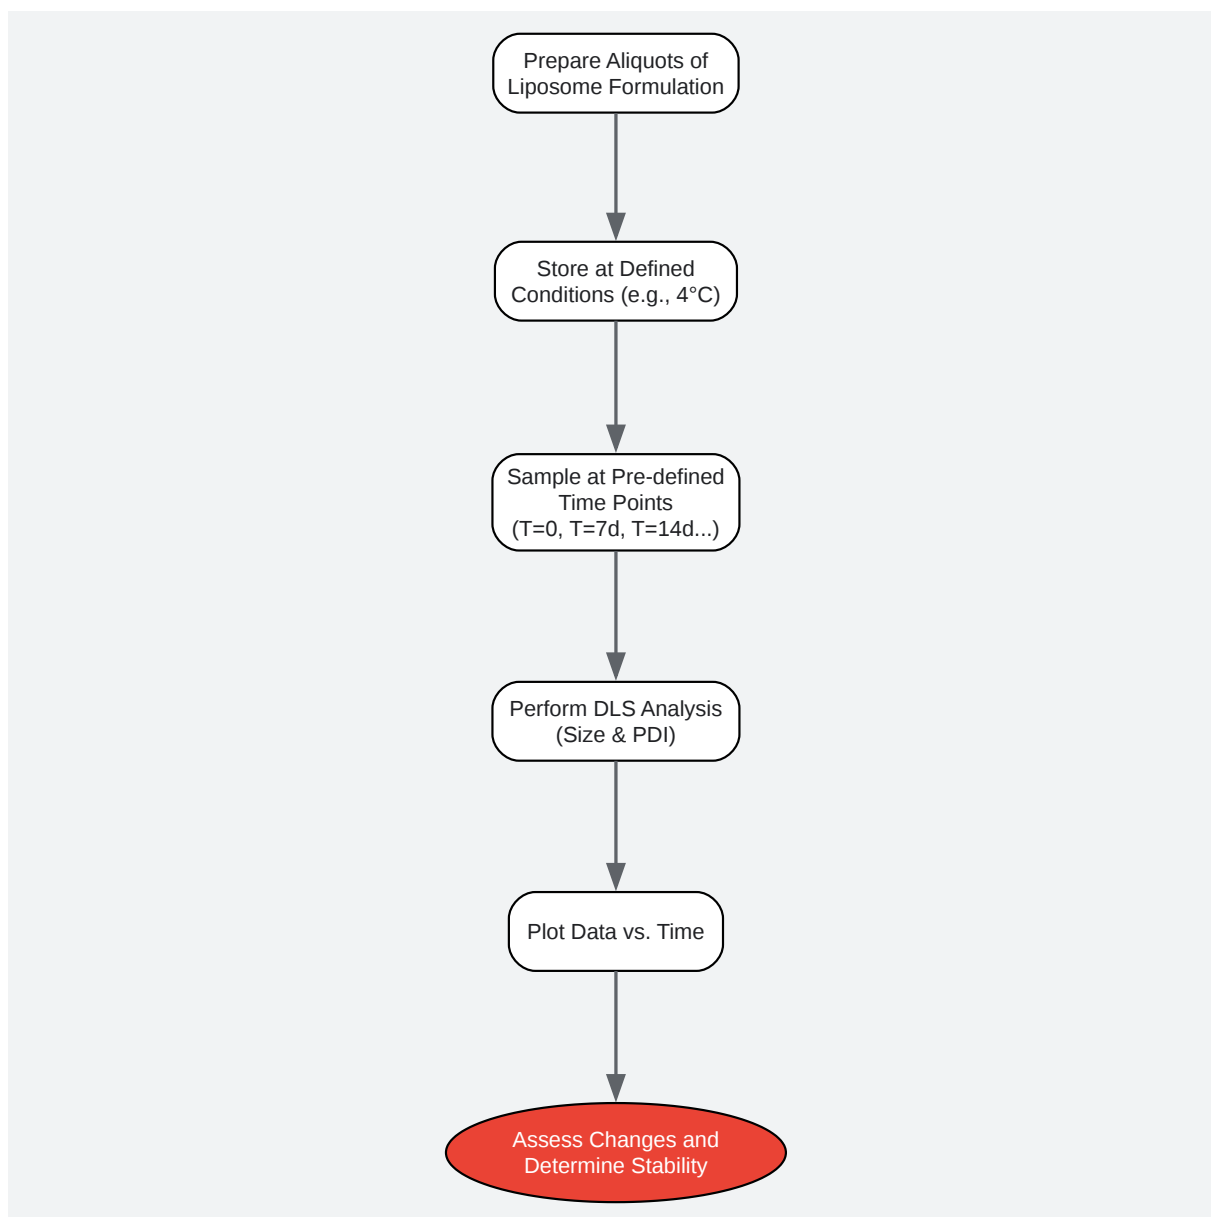 Prepare Aliquots of
Liposome Formulation
Store at Defined
Conditions (e.g., 4°C)
Sample at Pre-defined
Time Points
(T=0, T=7d, T=14d...)
Perform DLS Analysis
(Size & PDI)
Plot Data vs. Time
Assess Changes and
Determine Stability